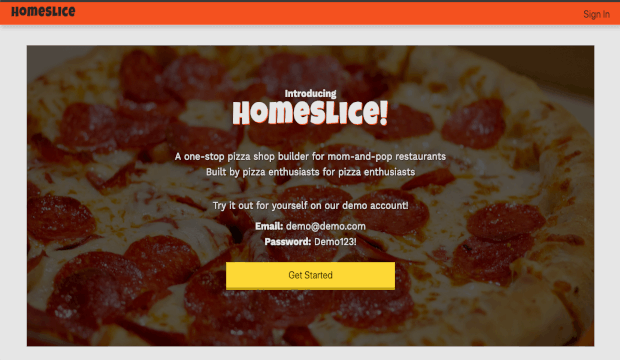 HOMESLICE
Sign In
Introducing
HOMESLICE!
A one-stop pizza shop builder for mom-and-pop restaurants
Built by pizza enthusiasts for pizza enthusiasts
Try it out for yourself on our demo account!
Email: demo@demo.com
Password: Demo123!
Get Started